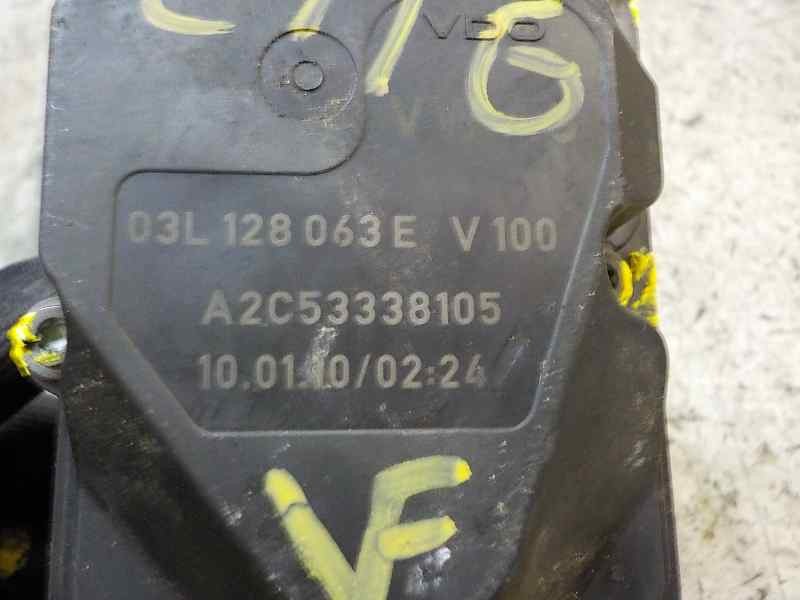 VDO
03L 128 063 E V 100
A2C53338105
10.01.10/02:24
VF